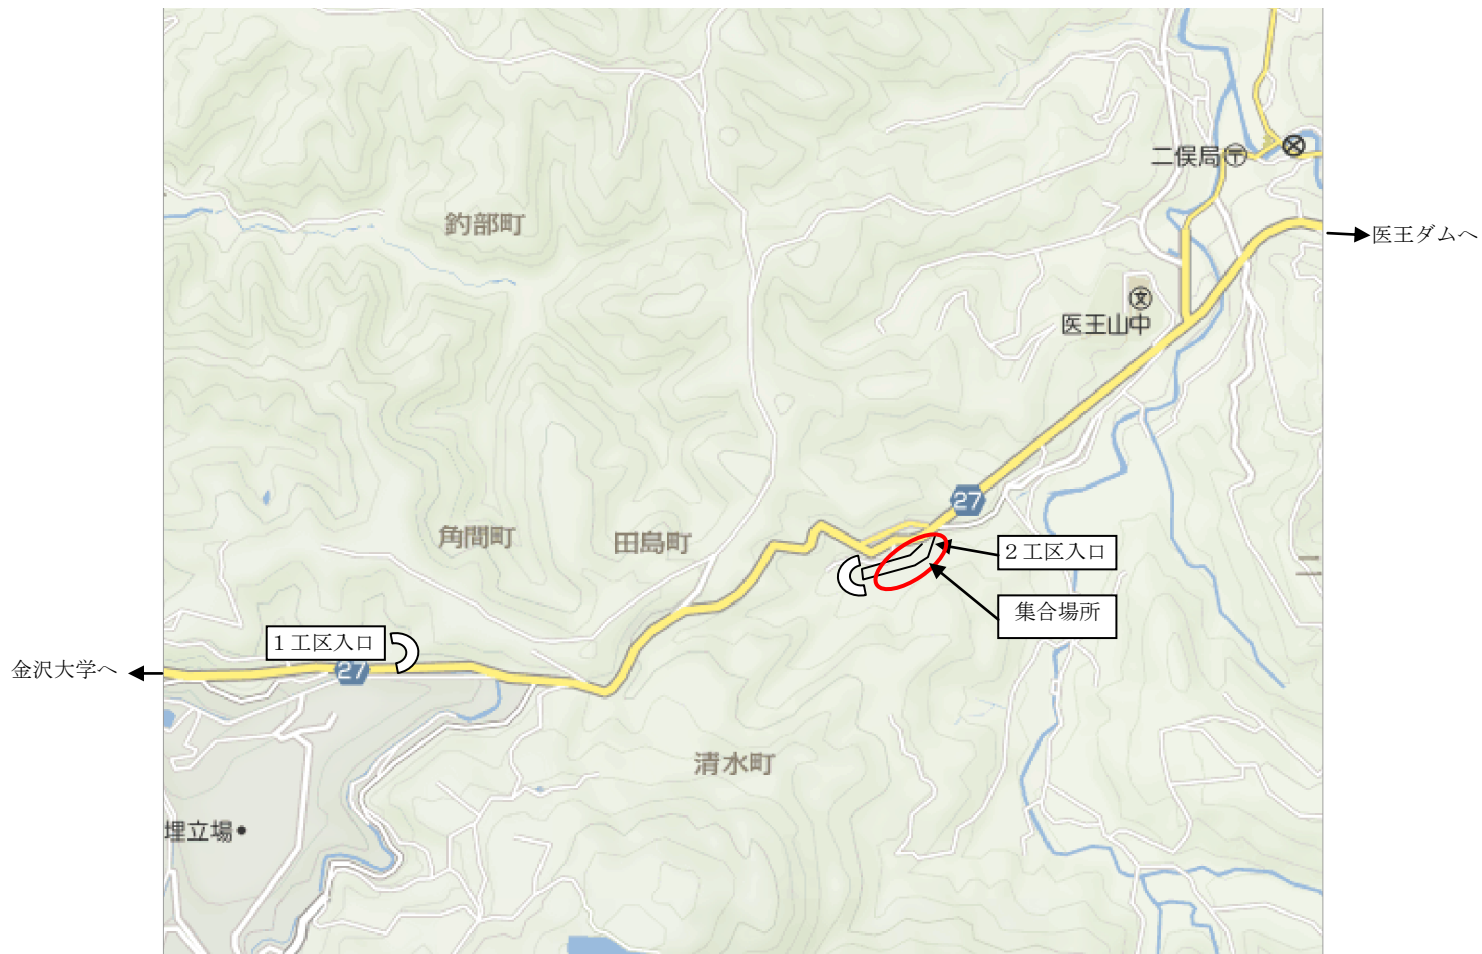 二俣局
釣部町
医王ダムへ
医王山中
27
角間町
田島町
２工区入口
二
集合場所
１工区入口
27
金沢大学へ
清水町
埋立場